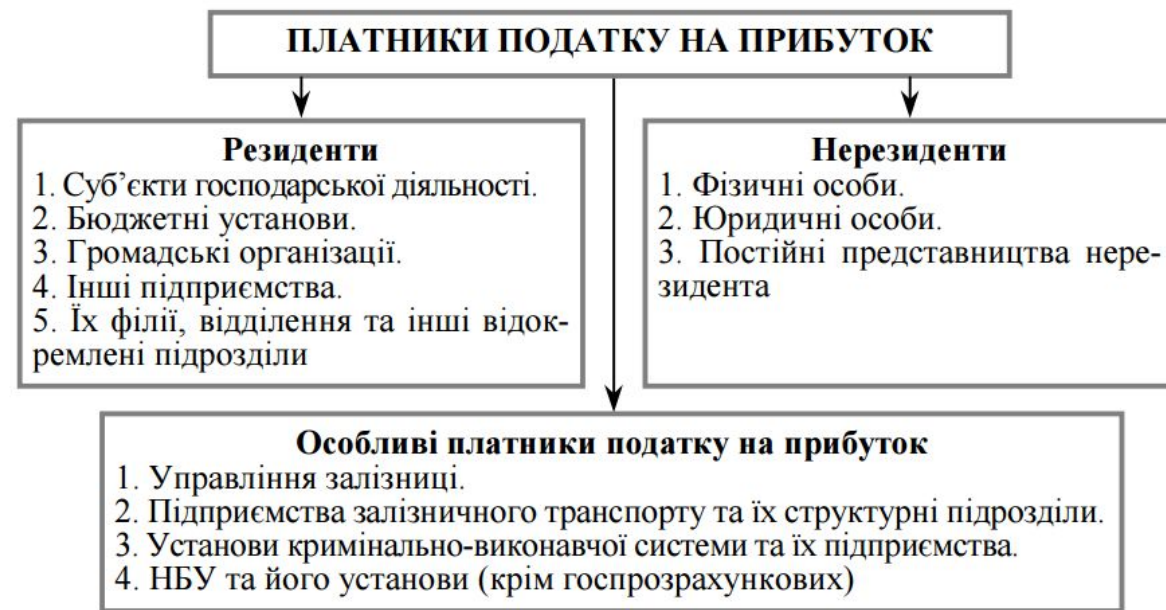 ПЛАТНИКИ ПОДАТКУ НА ПРИБУТОК
Резиденти
1. Суб’єкти господарської діяльності.
2. Бюджетні установи.
3. Громадські організації.
4. Інші підприємства.
5. Їх філії, відділення та інші відок-
ремлені підрозділи
Нерезиденти
1. Фізичні особи.
2. Юридичні особи.
3. Постійні представництва нере-
зидента
Особливі платники податку на прибуток
1. Управління залізниці.
2. Підприємства залізничного транспорту та їх структурні підрозділи.
3. Установи кримінально-виконавчої системи та їх підприємства.
4. НБУ та його установи (крім госпрозрахункових)